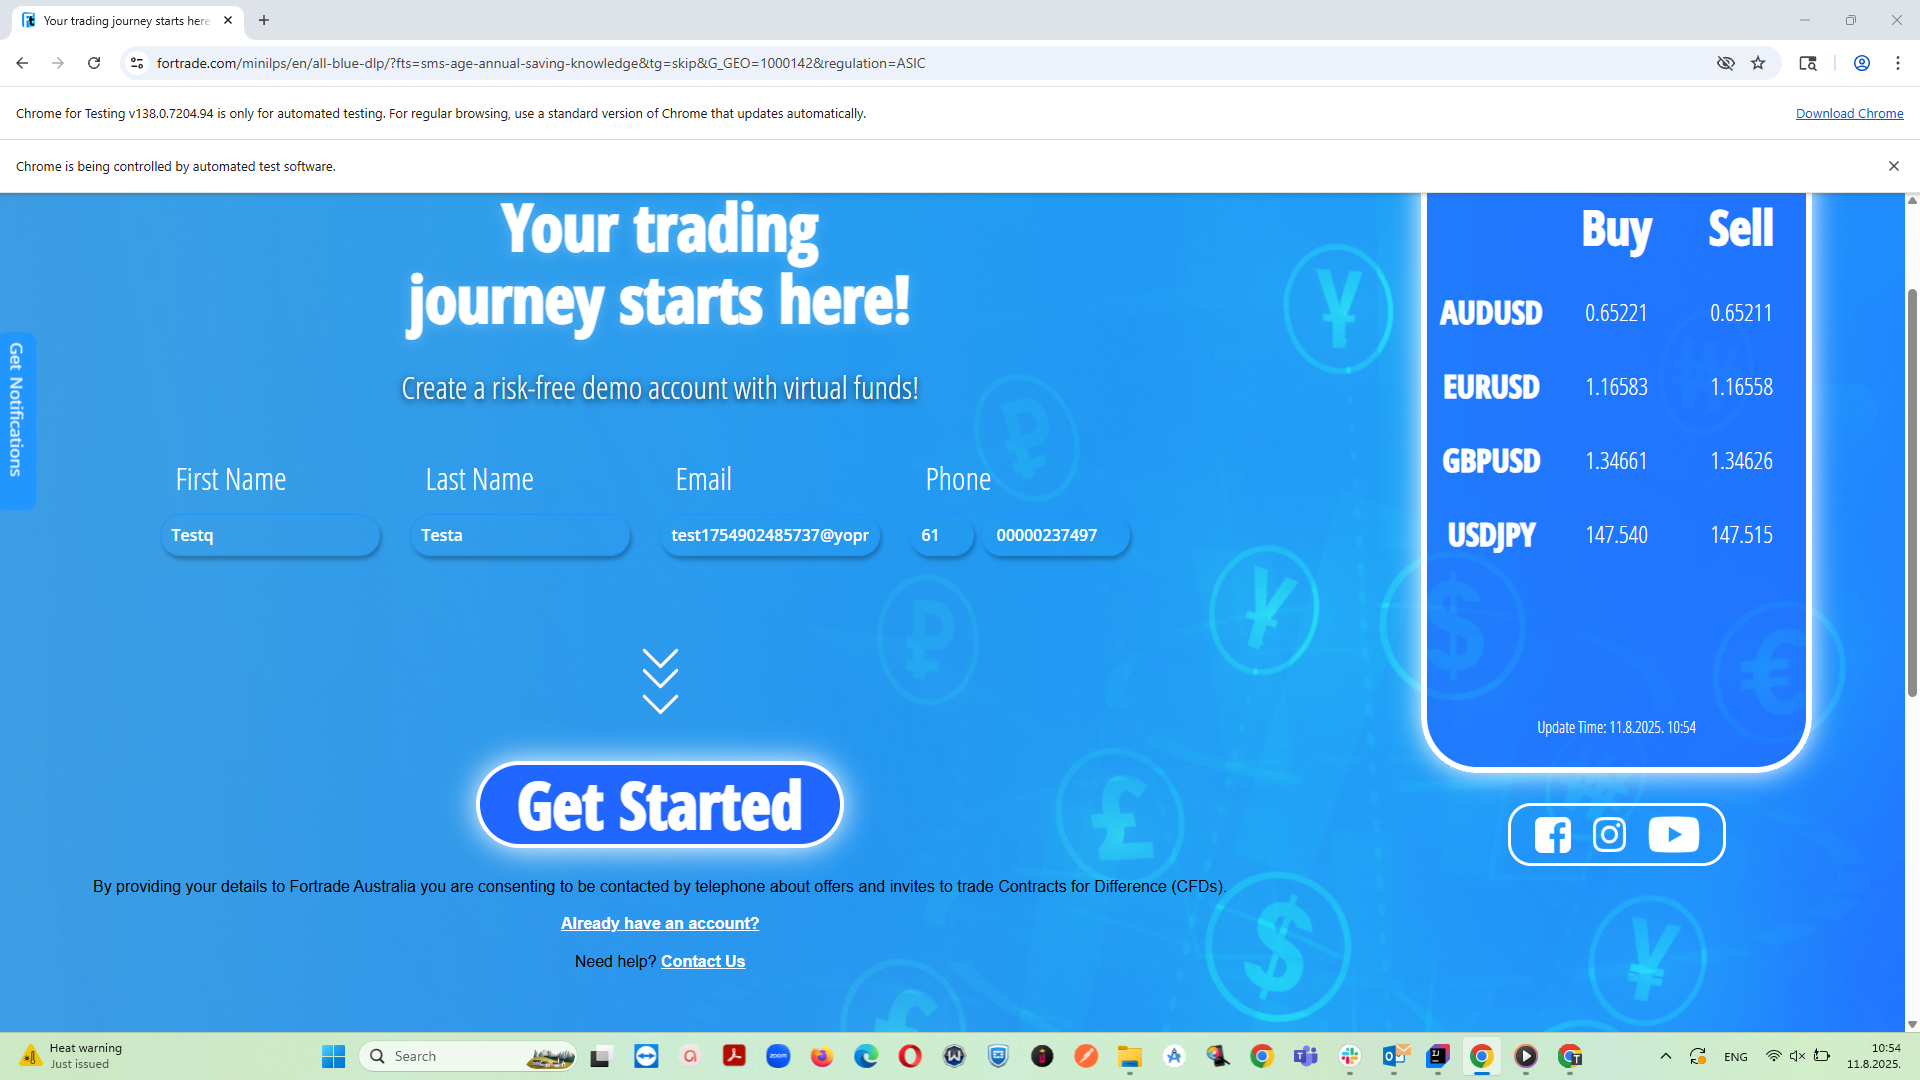 Your trading journey starts here
fortrade.com/minilps/en/all-blue-dlp/?fts=sms-age-annual-saving-knowledge&tg=skip&G_GEO=1000142&regulation=ASIC
Chrome for Testing v138.0.7204.94 is only for automated testing. For regular browsing, use a standard version of Chrome that updates automatically.
Download Chrome
Chrome is being controlled by automated test software.
Get Notifications
Your trading
journey starts here!
Create a risk-free demo account with virtual funds!
First Name Last Name Email Phone
Testq Testa test1754902485737@yopr 61 00000237497
Get Started
By providing your details to Fortrade Australia you are consenting to be contacted by telephone about offers and invites to trade Contracts for Difference (CFDs).
Already have an account?
Need help? Contact Us
Buy Sell
AUDUSD 0.65221 0.65211
EURUSD 1.16583 1.16558
GBPUSD 1.34661 1.34626
USDJPY 147.540 147.515
Update Time: 11.8.2025. 10:54
Heat warning
Just issued
Search
zoom
ENG
10:54
11.8.2025.